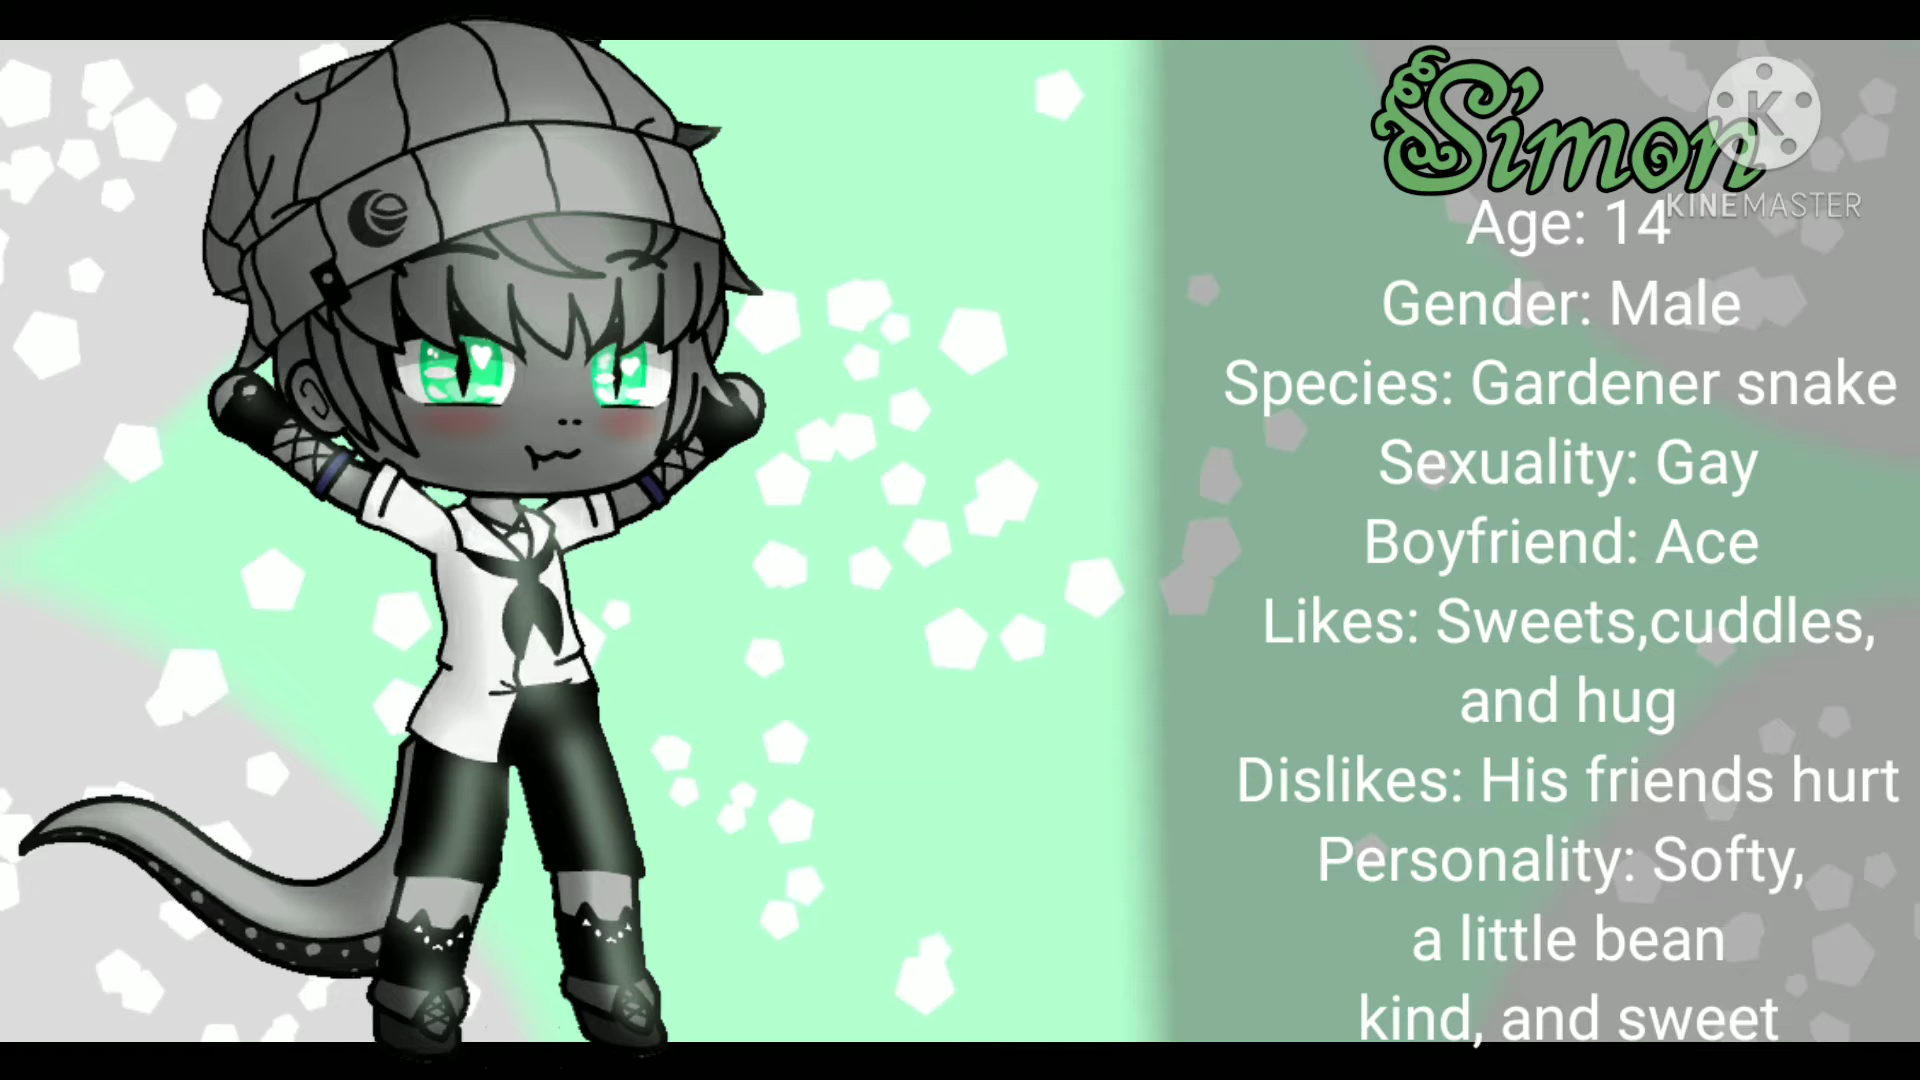 Simon
K
KINEMASTER
Age: 14
Gender: Male
Species: Gardener snake
Sexuality: Gay
Boyfriend: Ace
Likes: Sweets,cuddles,
and hug
Dislikes: His friends hurt
Personality: Softy,
a little bean
kind, and sweet